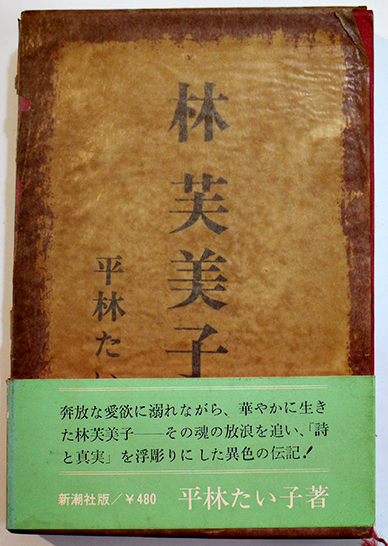 林芙美子
平林たい
奔放な愛欲に溺れながら、華やかに生き
た林芙美子――その魂の放浪を追い、「詩
と真実」を浮彫りにした異色の伝記！
新潮社版／￥480 平林たい子著